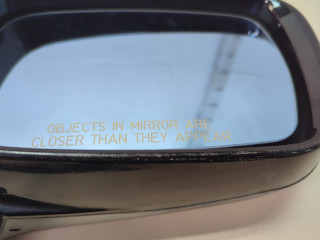 OBJECTS IN MIRROR ARE
CLOSER THAN THEY APPEAR